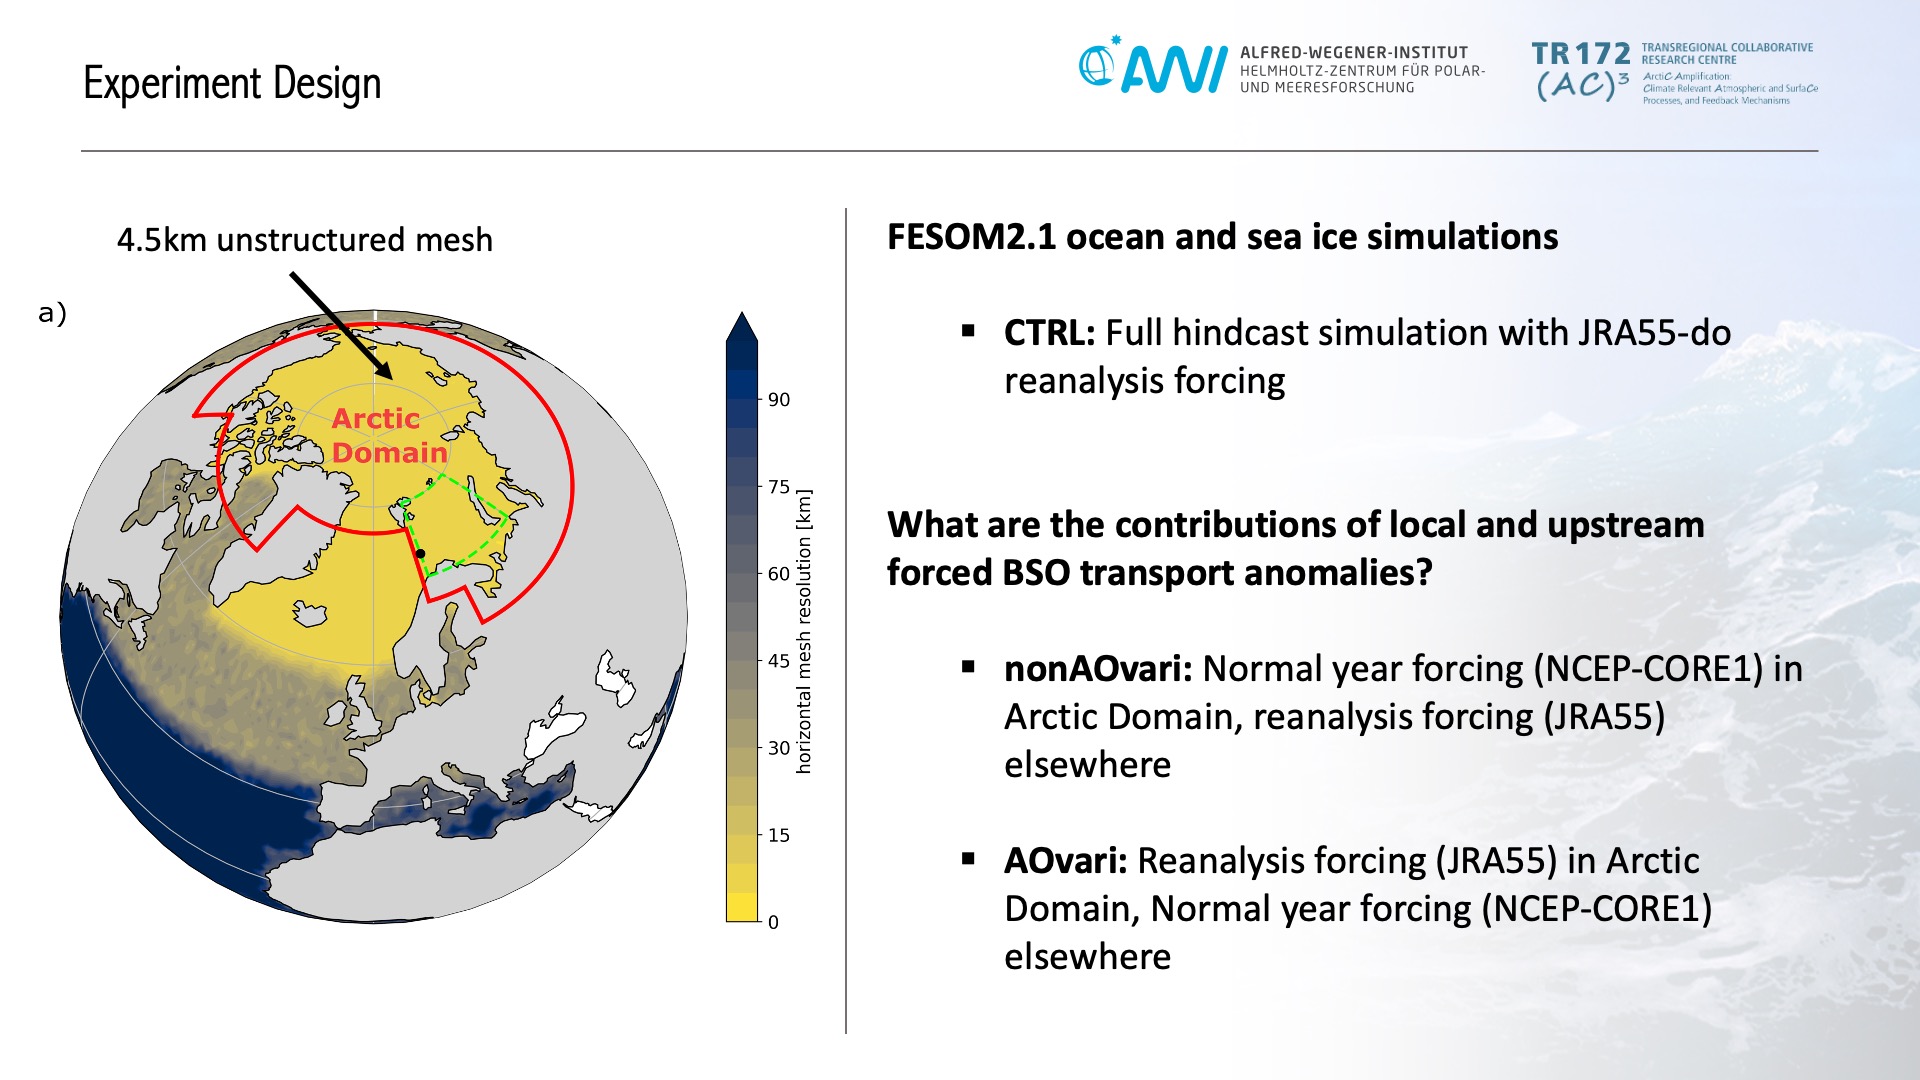 Experiment Design
AWI
ALFRED-WEGENER-INSTITUT
HELMHOLTZ-ZENTRUM FÜR POLAR-
UND MEERESFORSCHUNG
TR 172
(AC)³
TRANSREGIONAL COLLABORATIVE
RESEARCH CENTRE
ArctiC Amplification:
Climate Relevant Atmospheric and SurfaCe
Processes, and Feedback Mechanisms
4.5km unstructured mesh
a)
Arctic
Domain
90
75
60
45
30
15
0
horizontal mesh resolution [km]
FESOM2.1 ocean and sea ice simulations
▪ CTRL: Full hindcast simulation with JRA55-do
reanalysis forcing
What are the contributions of local and upstream
forced BSO transport anomalies?
▪ nonAOvari: Normal year forcing (NCEP-CORE1) in
Arctic Domain, reanalysis forcing (JRA55)
elsewhere
▪ AOvari: Reanalysis forcing (JRA55) in Arctic
Domain, Normal year forcing (NCEP-CORE1)
elsewhere